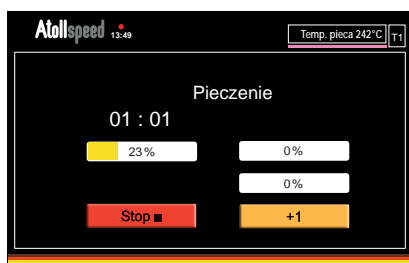 Atollspeed 13:49
Temp. pieca 242°C T1
Pieczenie
01 : 01
23% 0%
0%
Stop +1